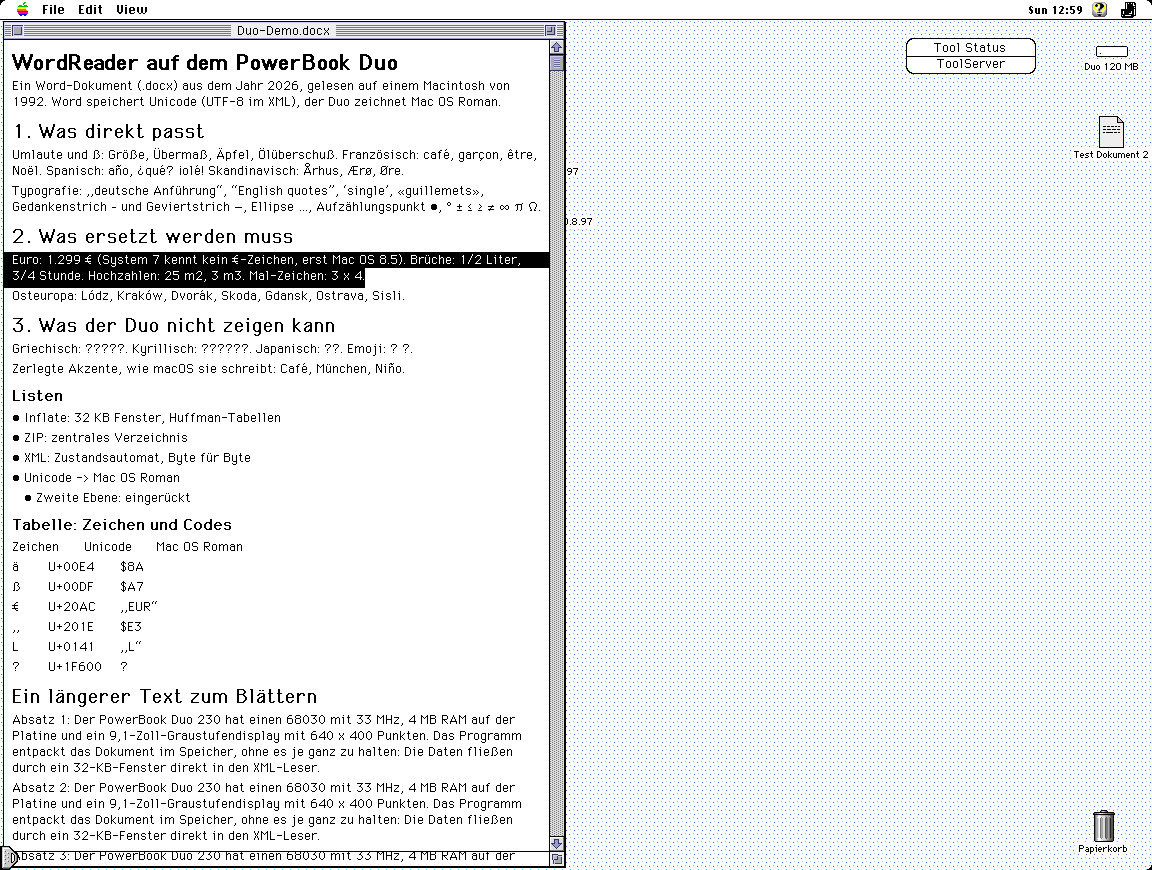 File Edit View
Sun 12:59
Duo-Demo.docx
WordReader auf dem PowerBook Duo
Ein Word-Dokument (.docx) aus dem Jahr 2026, gelesen auf einem Macintosh von
1992. Word speichert Unicode (UTF-8 im XML), der Duo zeichnet Mac OS Roman.
1. Was direkt passt
Umlaute und ß: Größe, Übermaß, Äpfel, Ölüberschuß. Französisch: café, garçon, être,
Noël. Spanisch: año, ¿qué? ¡olé! Skandinavisch: Århus, Ærø, Øre.
Typografie: „deutsche Anführung“, “English quotes”, ‘single’, «guillemets»,
Gedankenstrich - und Geviertstrich —, Ellipse …, Aufzählungspunkt •, ° ± ≤ ≥ ≠ ∞ π Ω.
2. Was ersetzt werden muss
Euro: 1.299 € (System 7 kennt kein €-Zeichen, erst Mac OS 8.5). Brüche: 1/2 Liter,
3/4 Stunde. Hochzahlen: 25 m2, 3 m3. Mal-Zeichen: 3 x 4.
Osteuropa: Lódz, Kraków, Dvorák, Skoda, Gdansk, Ostrava, Sisli.
3. Was der Duo nicht zeigen kann
Griechisch: ?????. Kyrillisch: ??????. Japanisch: ??. Emoji: ? ?.
Zerlegte Akzente, wie macOS sie schreibt: Café, München, Niño.
Listen
• Inflate: 32 KB Fenster, Huffman-Tabellen
• ZIP: zentrales Verzeichnis
• XML: Zustandsautomat, Byte für Byte
• Unicode -> Mac OS Roman
• Zweite Ebene: eingerückt
Tabelle: Zeichen und Codes
Zeichen Unicode Mac OS Roman
ä U+00E4 $8A
ß U+00DF $A7
€ U+20AC „EUR“
„ U+201E $E3
L U+0141 „L“
? U+1F600 ?
Ein längerer Text zum Blättern
Absatz 1: Der PowerBook Duo 230 hat einen 68030 mit 33 MHz, 4 MB RAM auf der
Platine und ein 9,1-Zoll-Graustufendisplay mit 640 x 400 Punkten. Das Programm
entpackt das Dokument im Speicher, ohne es je ganz zu halten: Die Daten fließen
durch ein 32-KB-Fenster direkt in den XML-Leser.
Absatz 2: Der PowerBook Duo 230 hat einen 68030 mit 33 MHz, 4 MB RAM auf der
Platine und ein 9,1-Zoll-Graustufendisplay mit 640 x 400 Punkten. Das Programm
entpackt das Dokument im Speicher, ohne es je ganz zu halten: Die Daten fließen
durch ein 32-KB-Fenster direkt in den XML-Leser.
Absatz 3: Der PowerBook Duo 230 hat einen 68030 mit 33 MHz, 4 MB RAM auf der
97
0.8.97
Tool Status
ToolServer
Duo 120 MB
Test Dokument 2
Papierkorb